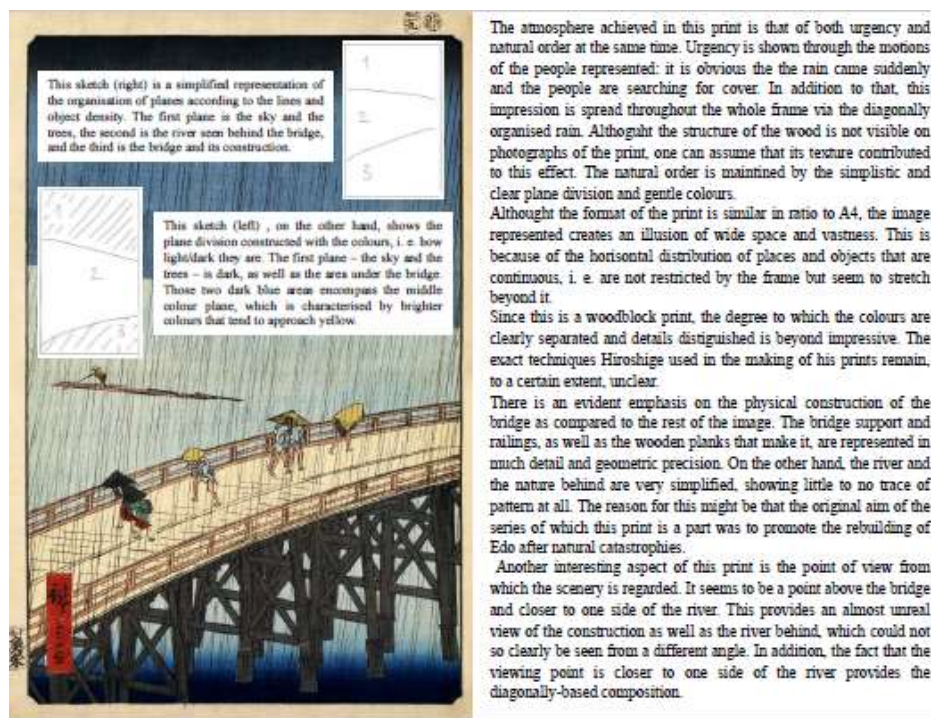 This sketch (right) is a simplified representation of
the organisation of planes according to the lines and
object density. The first plane is the sky and the
trees, the second is the river seen behind the bridge,
and the third is the bridge and its construction.
1
2
3
1
2
3
This sketch (left) , on the other hand, shows the
plane division constructed with the colours, i. e. how
light/dark they are. The first plane – the sky and the
trees – is dark, as well as the area under the bridge.
Those two dark blue areas encompass the middle
colour plane, which is characterised by brighter
colours that tend to approach yellow.
The atmosphere achieved in this print is that of both urgency and
natural order at the same time. Urgency is shown through the motions
of the people represented: it is obvious the the rain came suddenly
and the people are searching for cover. In addition to that, this
impression is spread throughout the whole frame via the diagonally
organised rain. Althoguht the structure of the wood is not visible on
photographs of the print, one can assume that its texture contributed
to this effect. The natural order is maintined by the simplistic and
clear plane division and gentle colours.
Althought the format of the print is similar in ratio to A4, the image
represented creates an illusion of wide space and vastness. This is
because of the horisontal distribution of places and objects that are
continuous, i. e. are not restricted by the frame but seem to stretch
beyond it.
Since this is a woodblock print, the degree to which the colours are
clearly separated and details distiguished is beyond impressive. The
exact techniques Hiroshige used in the making of his prints remain,
to a certain extent, unclear.
There is an evident emphasis on the physical construction of the
bridge as compared to the rest of the image. The bridge support and
railings, as well as the wooden planks that make it, are represented in
much detail and geometric precision. On the other hand, the river and
the nature behind are very simplified, showing little to no trace of
pattern at all. The reason for this might be that the original aim of the
series of which this print is a part was to promote the rebuilding of
Edo after natural catastrophies.
Another interesting aspect of this print is the point of view from
which the scenery is regarded. It seems to be a point above the bridge
and closer to one side of the river. This provides an almost unreal
view of the construction as well as the river behind, which could not
so clearly be seen from a different angle. In addition, the fact that the
viewing point is closer to one side of the river provides the
diagonally-based composition.